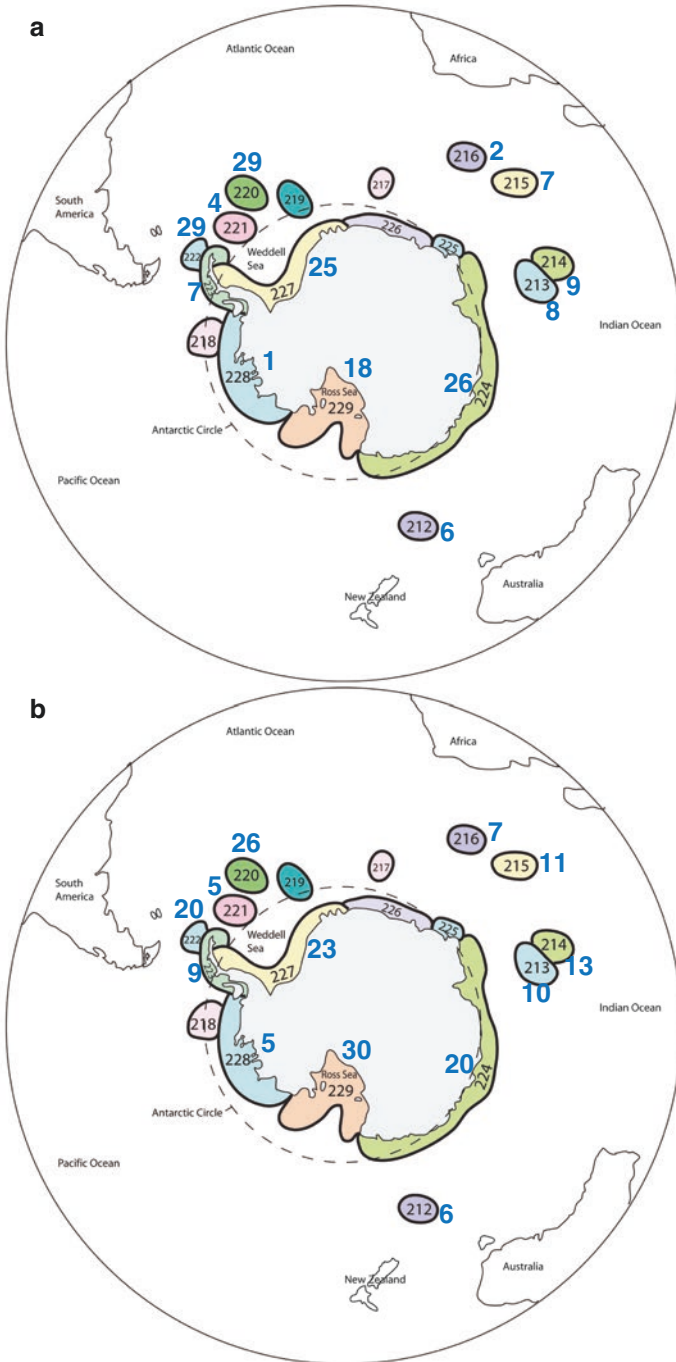 a
Atlantic Ocean
Africa
216 2
215 7
29
220
219
217
4
221
South
America
29
222
Weddell
Sea
226
225
25
227
7
214
213
9
8
Indian Ocean
218
1
228
18
Ross Sea
229
26
224
Antarctic Circle
Pacific Ocean
212 6
New Zealand
Australia
b
Atlantic Ocean
Africa
216 7
215 11
26
220
219
217
5
221
South
America
20
222
Weddell
Sea
226
225
23
227
9
214
213
13
10
Indian Ocean
218
5
228
30
Ross Sea
229
20
224
Antarctic Circle
Pacific Ocean
212 6
New Zealand
Australia